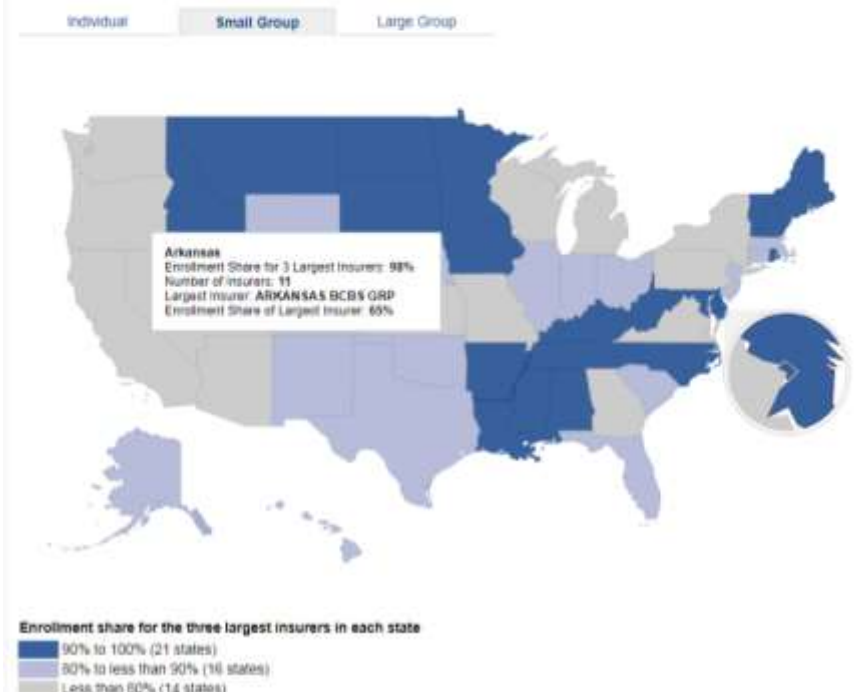 Individual
Small Group
Large Group
Arkansas
Enrollment Share for 3 Largest Insurers: 98%
Number of Insurers: 11
Largest Insurer: ARKANSAS BCBS GRP
Enrollment Share of Largest Insurer: 65%
Enrollment share for the three largest insurers in each state
90% to 100% (21 states)
80% to less than 90% (16 states)
Less than 80% (14 states)